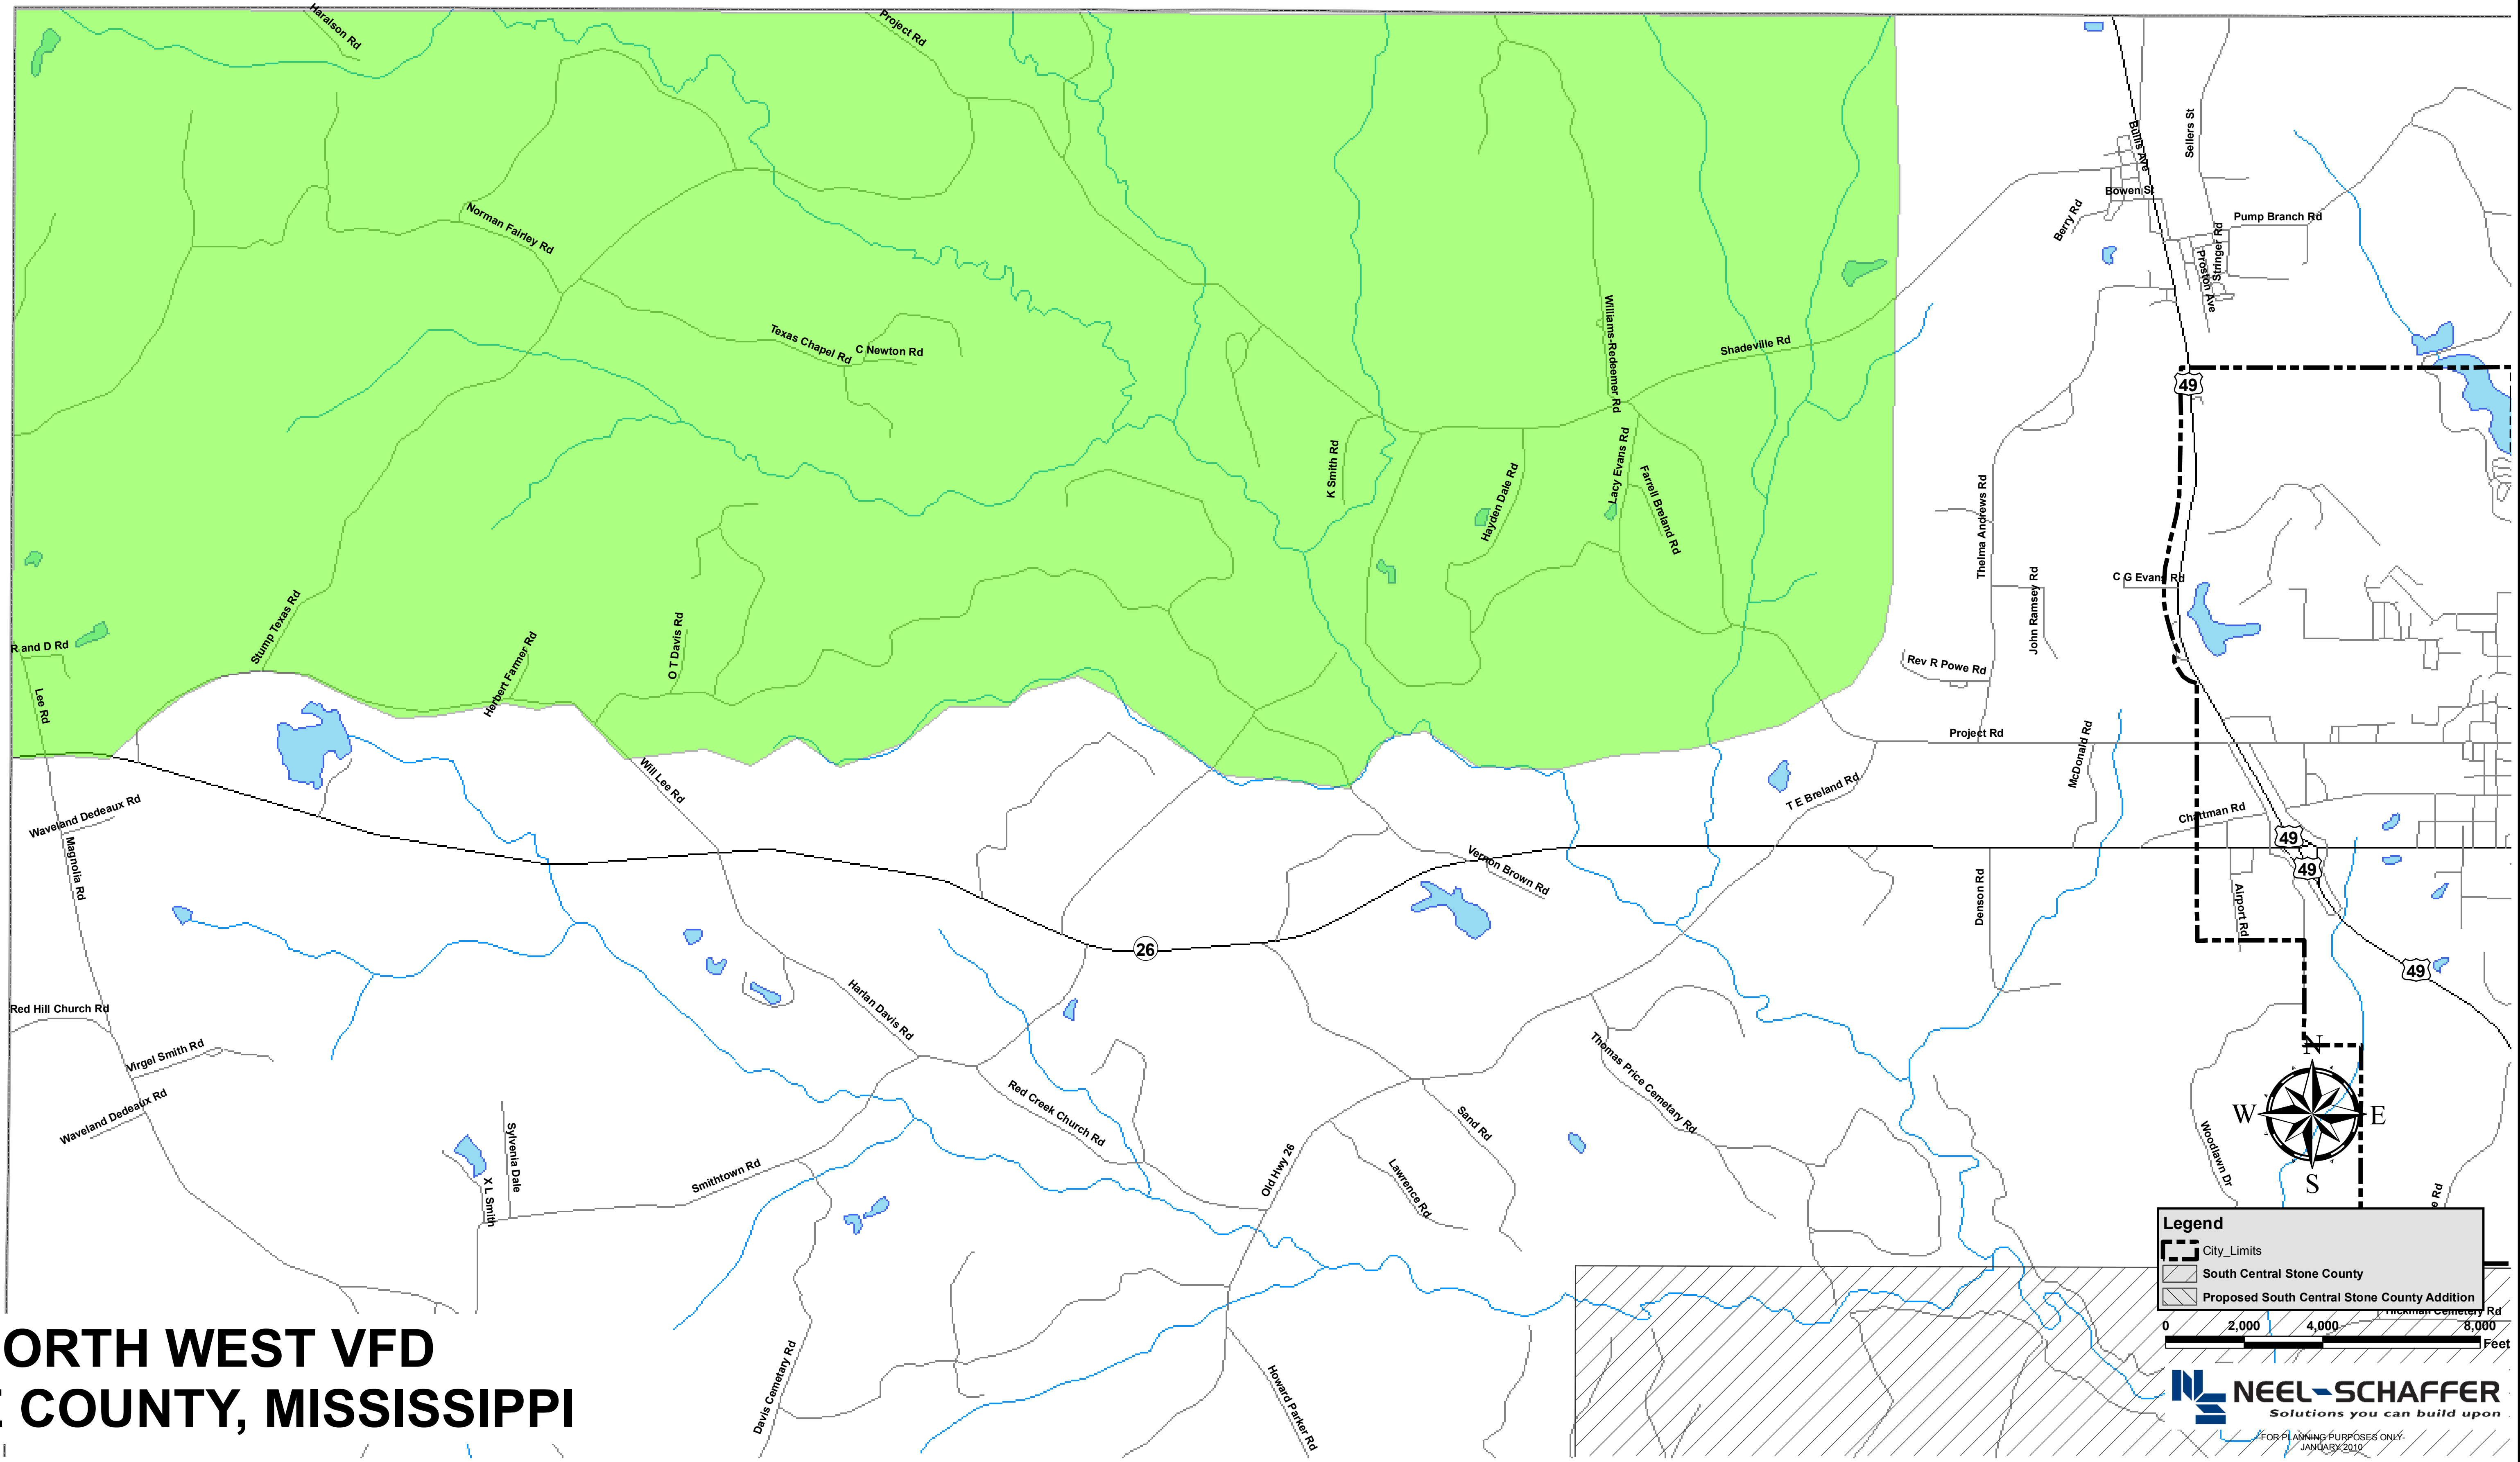 Haralson Rd
Project Rd
Bullis Ave
Sellers St
Bowen St
Berry Rd
Pump Branch Rd
Stringer Rd
Proston Ave
Norman Fairley Rd
Texas Chapel Rd
C Newton Rd
Williams-Redeemer Rd
Shadeville Rd
49
K Smith Rd
Hayden Dale Rd
Lacy Evans Rd
Farrell Breland Rd
Thelma Andrews Rd
John Ramsey Rd
C G Evans Rd
Stump Texas Rd
R and D Rd
Lee Rd
Herbert Farmer Rd
O T Davis Rd
Rev R Powe Rd
Project Rd
McDonald Rd
Will Lee Rd
T E Breland Rd
Waveland Dedeaux Rd
Chattman Rd
Magnolia Rd
49
49
Vernon Brown Rd
Denson Rd
Airport Rd
26
49
Harlan Davis Rd
Red Hill Church Rd
Virgel Smith Rd
Waveland Dedeaux Rd
Thomas Price Cemetary Rd
Red Creek Church Rd
Sand Rd
Sylvenia Dale
X L Smith
Smithtown Rd
Old Hwy 26
Lawrence Rd
Woodlawn Dr
N
W
E
S
e Rd
Legend
City_Limits
South Central Stone County
Proposed South Central Stone County Addition
Hickman Cemetery Rd
0 2,000 4,000 8,000
Feet
ORTH WEST VFD
COUNTY, MISSISSIPPI
Davis Cemetary Rd
Howard Parker Rd
NEEL-SCHAFFER
Solutions you can build upon
-FOR PLANNING PURPOSES ONLY-
JANUARY 2010